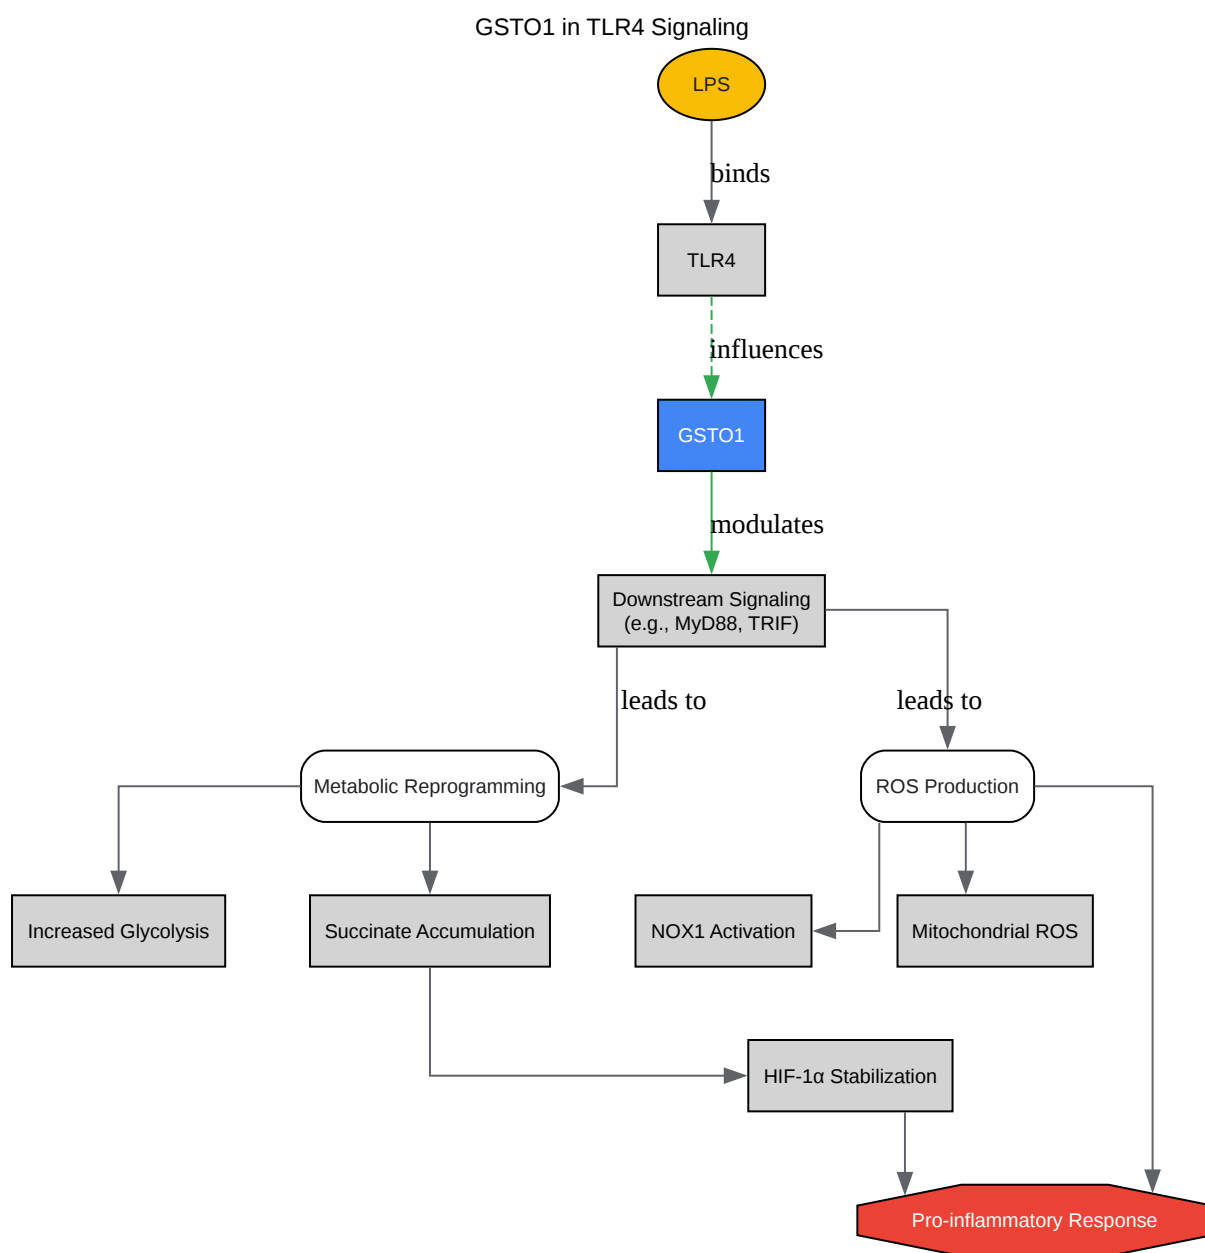 GSTO1 in TLR4 Signaling
LPS
binds
TLR4
influences
GSTO1
modulates
Downstream Signaling
(e.g., MyD88, TRIF)
leads to
leads to
Metabolic Reprogramming
ROS Production
Increased Glycolysis
Succinate Accumulation
NOX1 Activation
Mitochondrial ROS
HIF-1α Stabilization
Pro-inflammatory Response